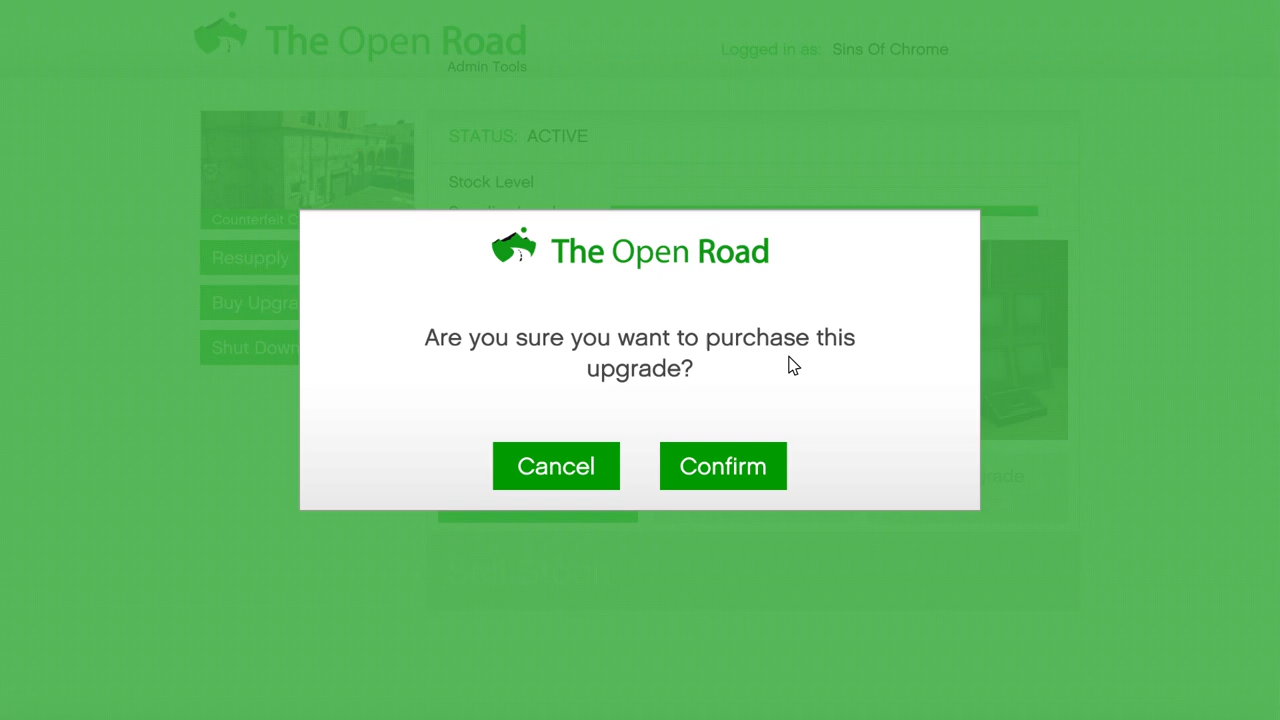 The Open Road
Admin Tools
Logged in as: Sins Of Chrome
STATUS: ACTIVE
Stock Level
Counterfeit C
Resupply
Buy Upgra
Shut Down
The Open Road
Are you sure you want to purchase this
upgrade?
Cancel
Confirm